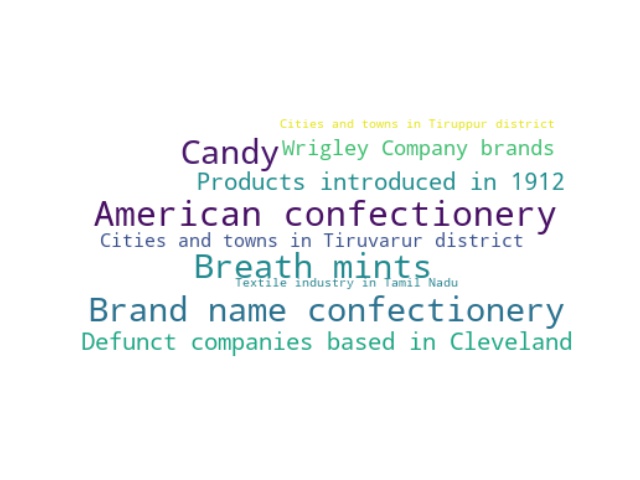 Cities and towns in Tiruppur district
Candy
Wrigley Company brands
Products introduced in 1912
American confectionery
Cities and towns in Tiruvarur district
Breath mints
Textile industry in Tamil Nadu
Brand name confectionery
Defunct companies based in Cleveland